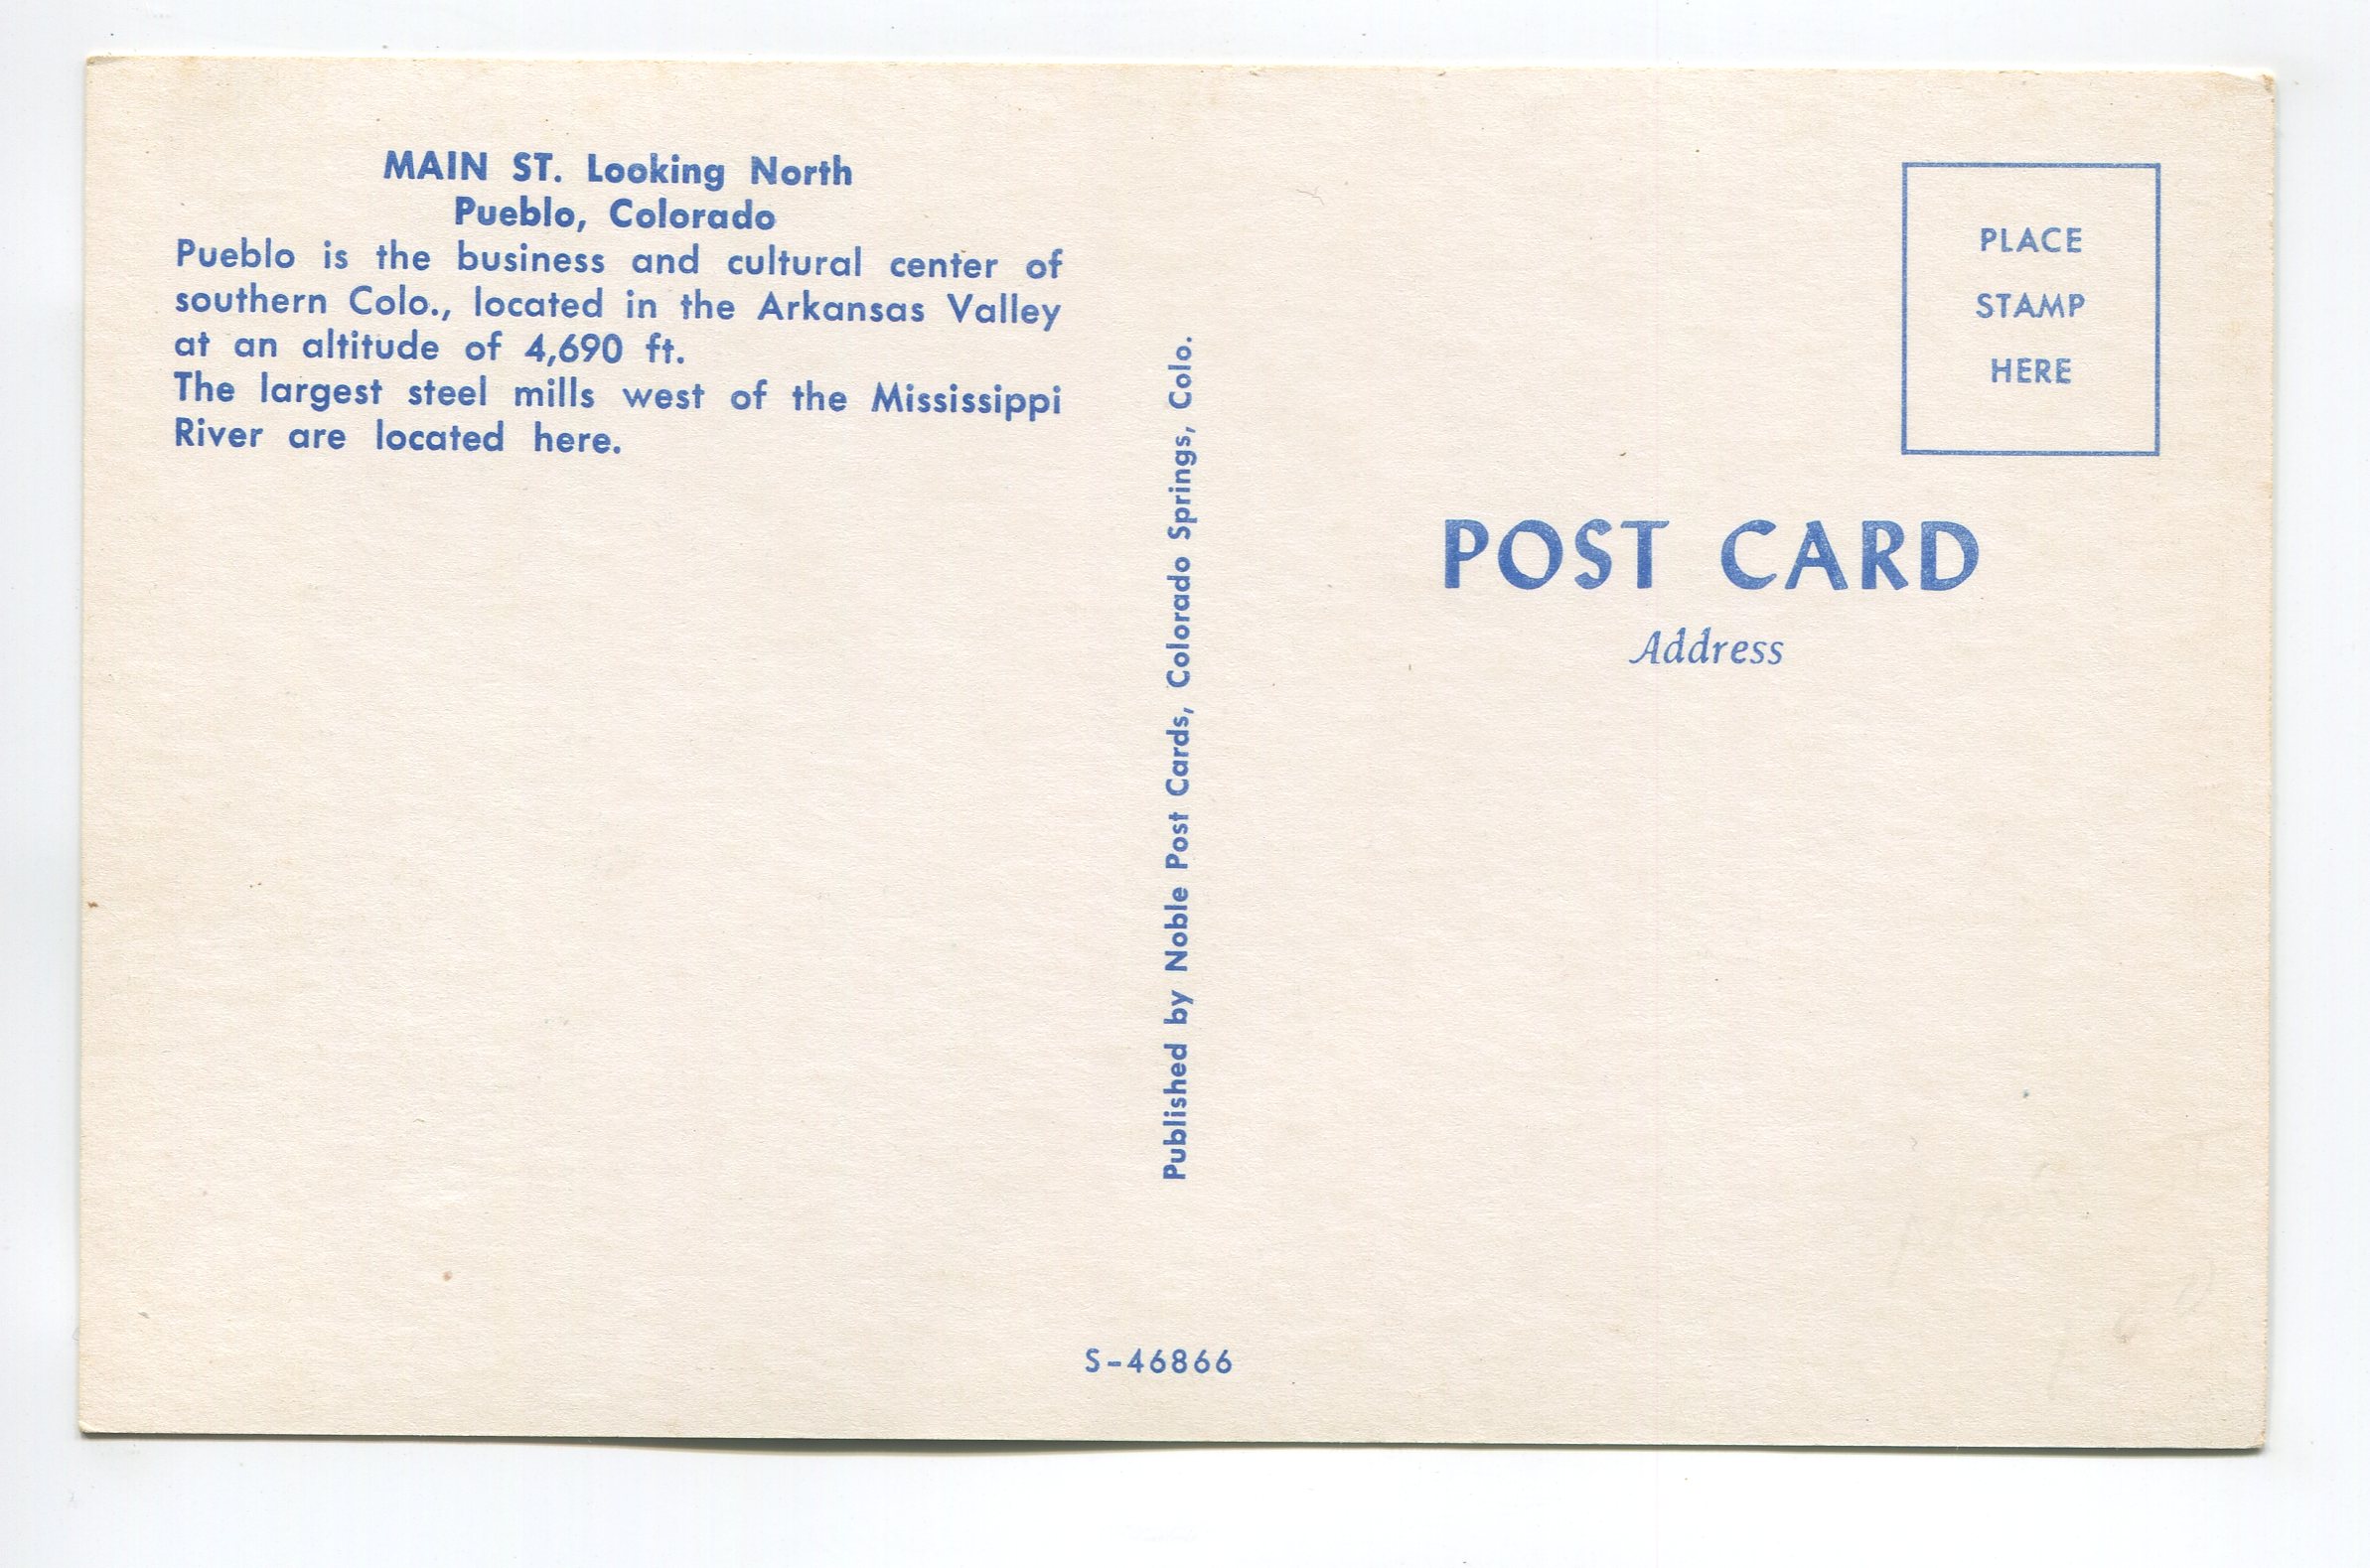 MAIN ST. Looking North
Pueblo, Colorado
Pueblo is the business and cultural center of
southern Colo., located in the Arkansas Valley
at an altitude of 4,690 ft.
The largest steel mills west of the Mississippi
River are located here.
Published by Noble Post Cards, Colorado Springs, Colo.
PLACE
STAMP
HERE
POST CARD
Address
S-46866